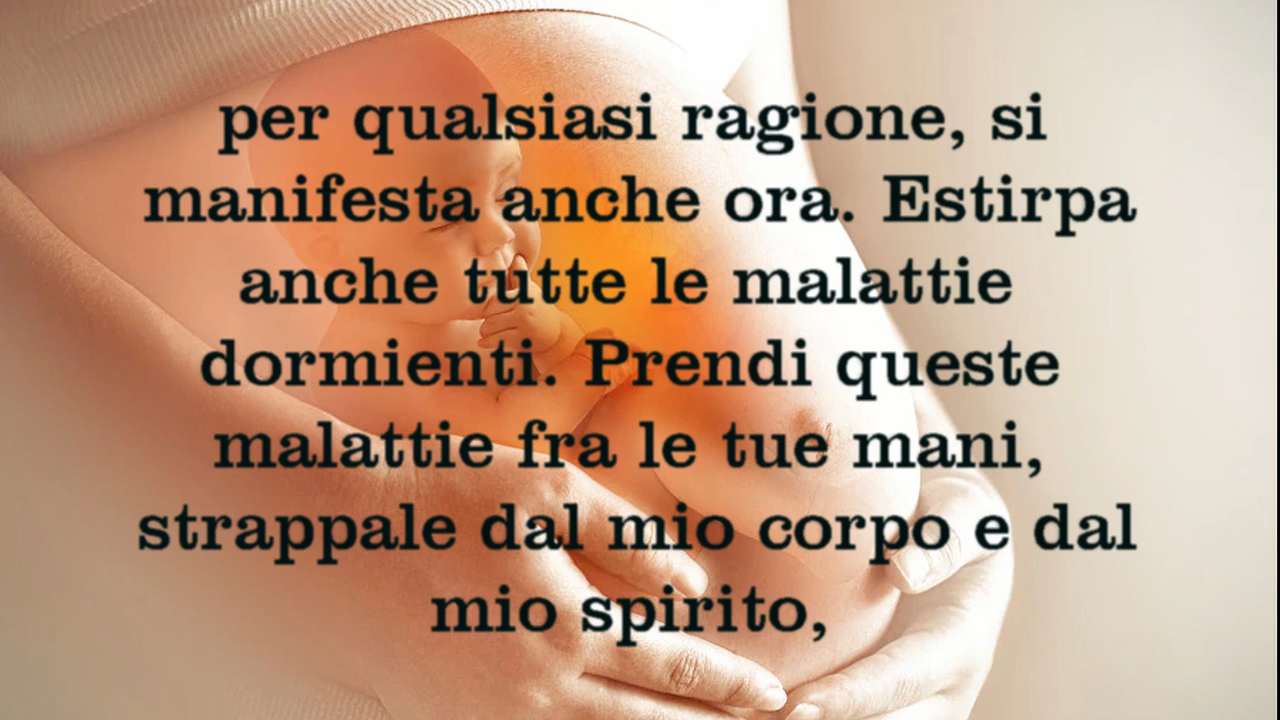 per qualsiasi ragione, si
manifesta anche ora. Estirpa
anche tutte le malattie
dormienti. Prendi queste
malattie fra le tue mani,
strappale dal mio corpo e dal
mio spirito,